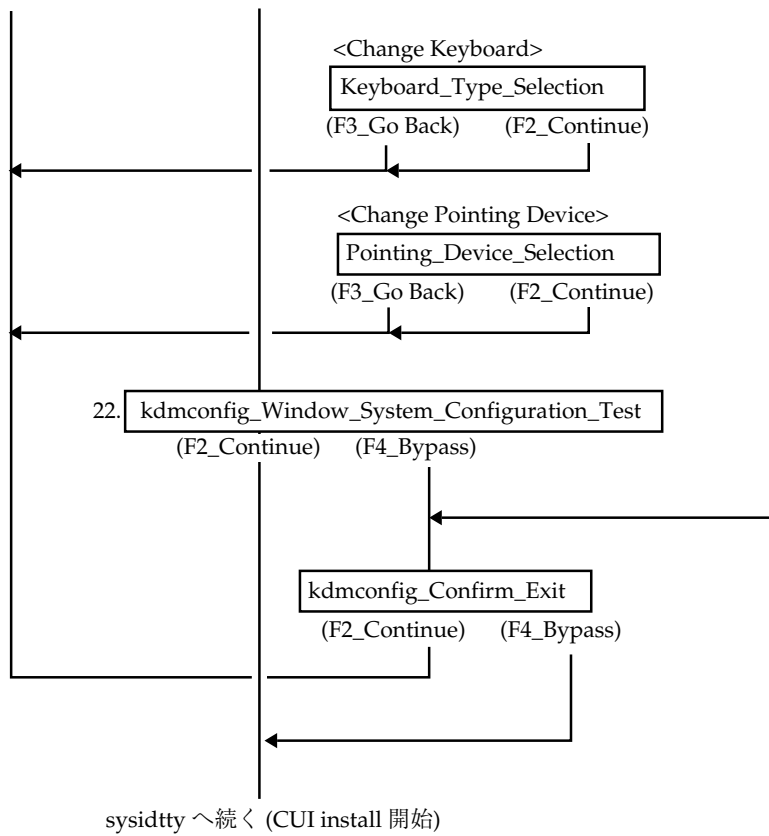 <Change Keyboard>
Keyboard_Type_Selection
(F3_Go Back) (F2_Continue)
<Change Pointing Device>
Pointing_Device_Selection
(F3_Go Back) (F2_Continue)
22. kdmconfig_Window_System_Configuration_Test
(F2_Continue) (F4_Bypass)
kdmconfig_Confirm_Exit
(F2_Continue) (F4_Bypass)
sysidtty へ続く (CUI install 開始)